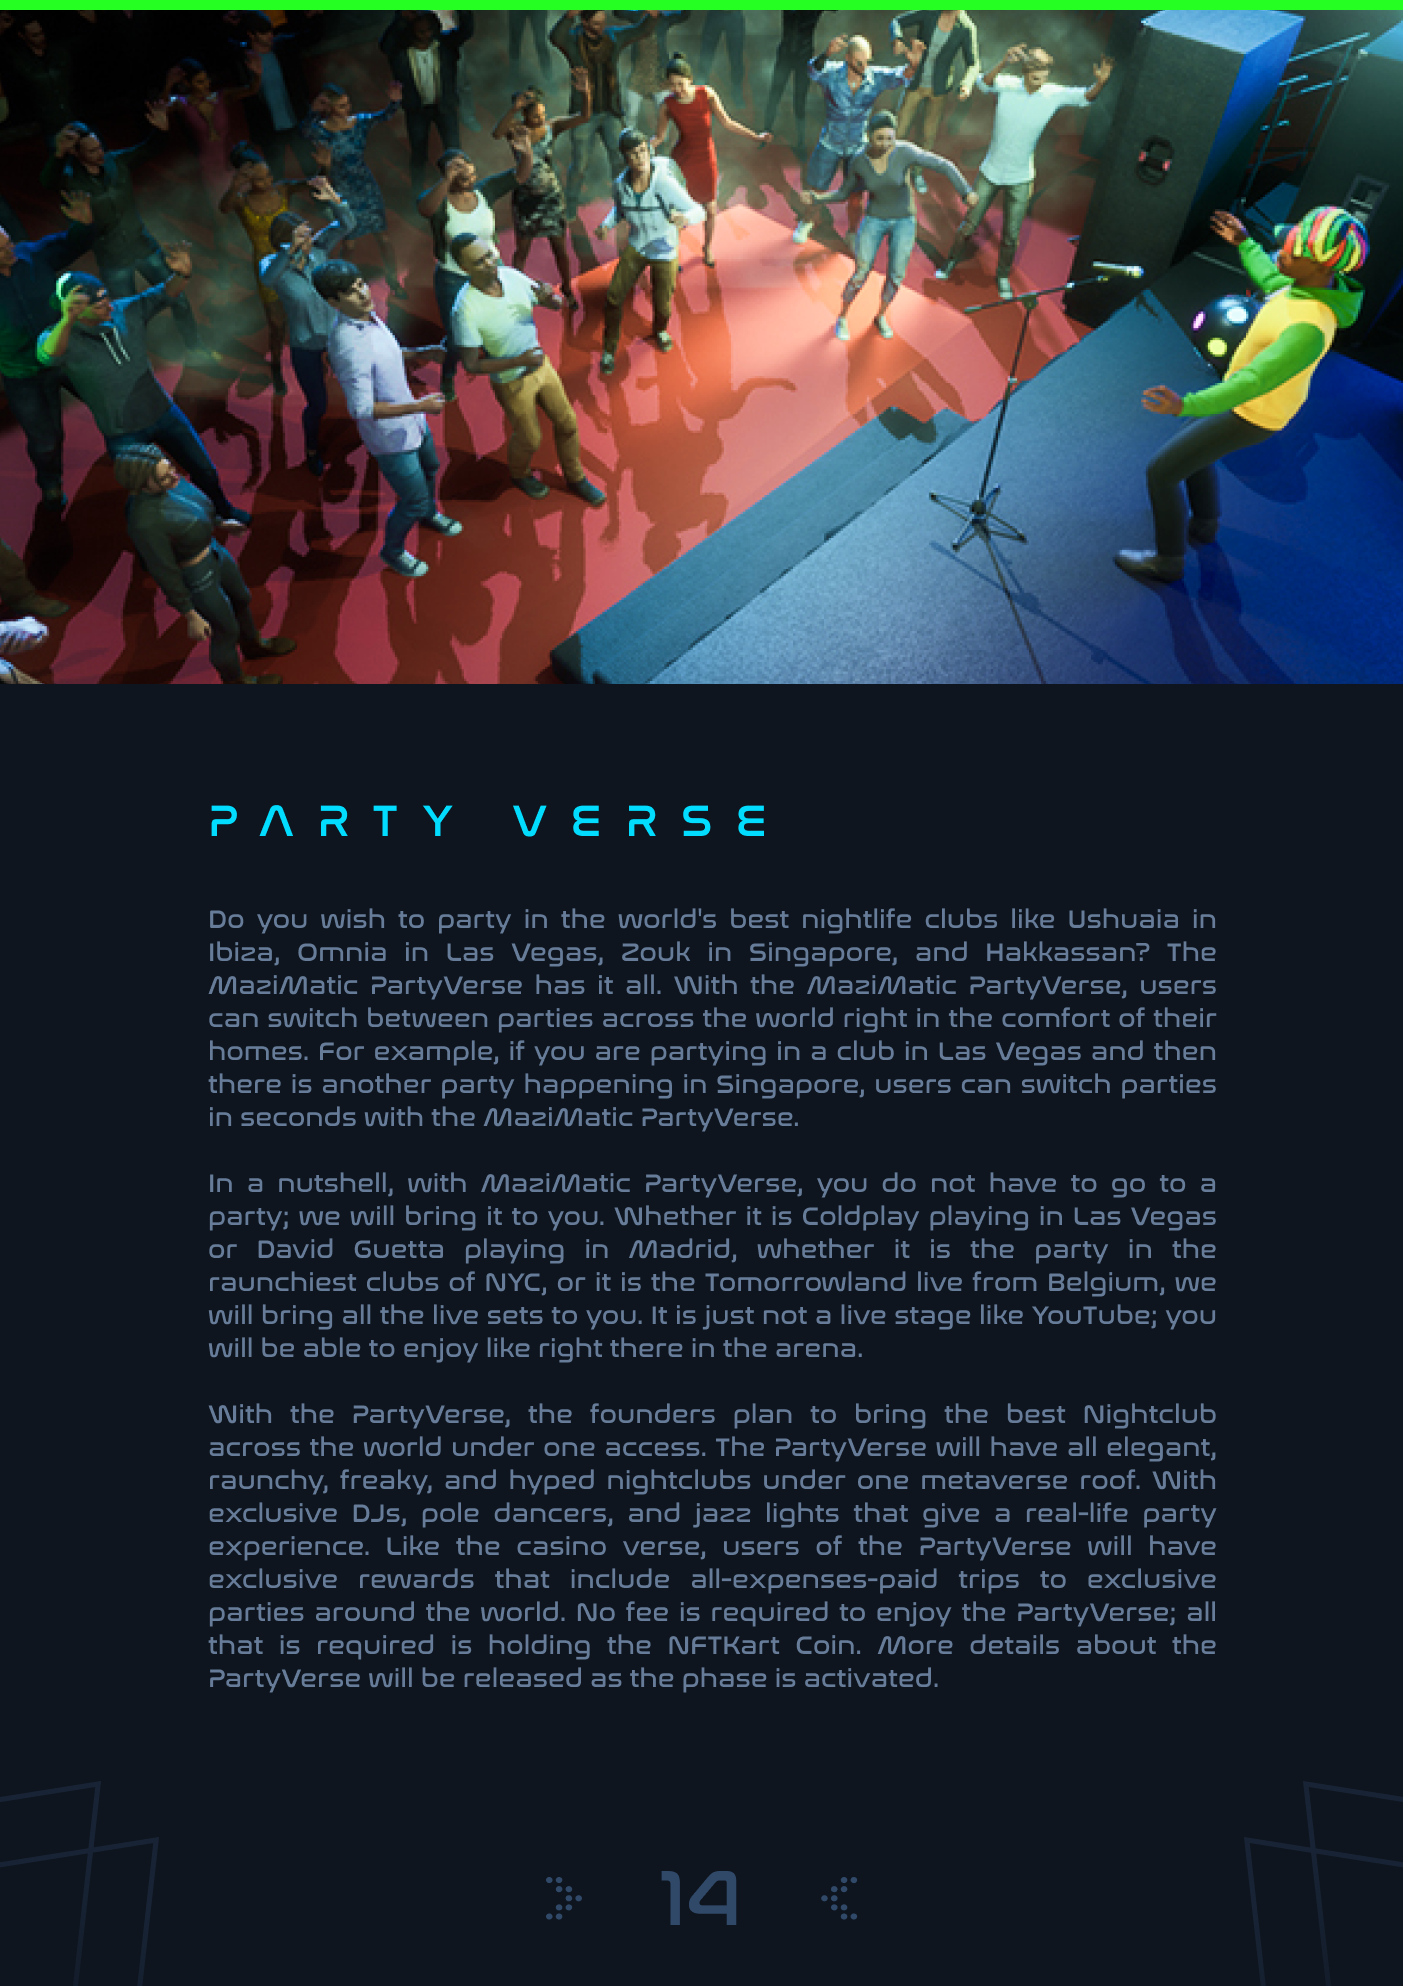 PARTY VERSE
Do you wish to party in the world's best nightlife clubs like Ushuaia in
Ibiza, Omnia in Las Vegas, Zouk in Singapore, and Hakkassan? The
MaziMatic PartyVerse has it all. With the MaziMatic PartyVerse, users
can switch between parties across the world right in the comfort of their
homes. For example, if you are partying in a club in Las Vegas and then
there is another party happening in Singapore, users can switch parties
in seconds with the MaziMatic PartyVerse.
In a nutshell, with MaziMatic PartyVerse, you do not have to go to a
party; we will bring it to you. Whether it is Coldplay playing in Las Vegas
or David Guetta playing in Madrid, whether it is the party in the
raunchiest clubs of NYC, or it is the Tomorrowland live from Belgium, we
will bring all the live sets to you. It is just not a live stage like YouTube; you
will be able to enjoy like right there in the arena.
With the PartyVerse, the founders plan to bring the best Nightclub
across the world under one access. The PartyVerse will have all elegant,
raunchy, freaky, and hyped nightclubs under one metaverse roof. With
exclusive DJs, pole dancers, and jazz lights that give a real-life party
experience. Like the casino verse, users of the PartyVerse will have
exclusive rewards that include all-expenses-paid trips to exclusive
parties around the world. No fee is required to enjoy the PartyVerse; all
that is required is holding the NFTKart Coin. More details about the
PartyVerse will be released as the phase is activated.
14